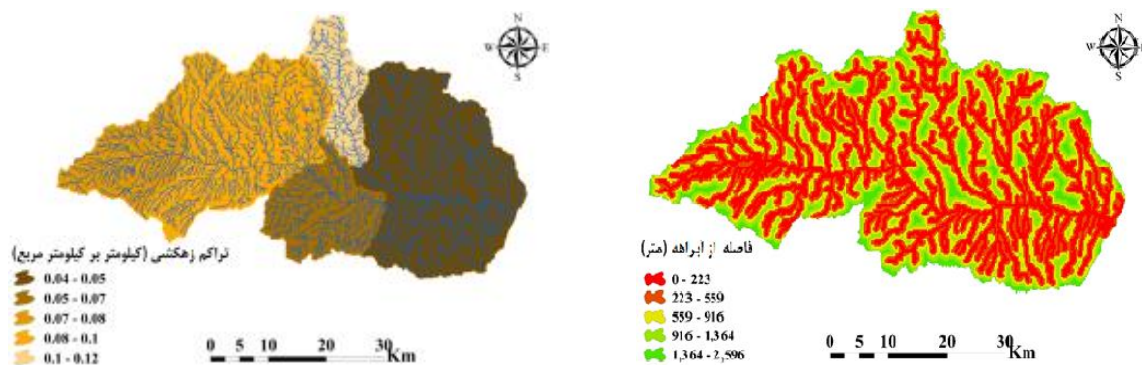 N
W E
S
تراکم زهکشی (کیلومتر بر کیلومتر مربع)
0.04 - 0.05
0.05 - 0.07
0.07 - 0.08
0.08 - 0.1
0.1 - 0.12
0 5 10 20 30
Km
N
W E
S
فاصله از ابراهه (متر)
0 - 223
223 - 559
559 - 916
916 - 1,364
1,364 - 2,596
0 5 10 20 30
Km